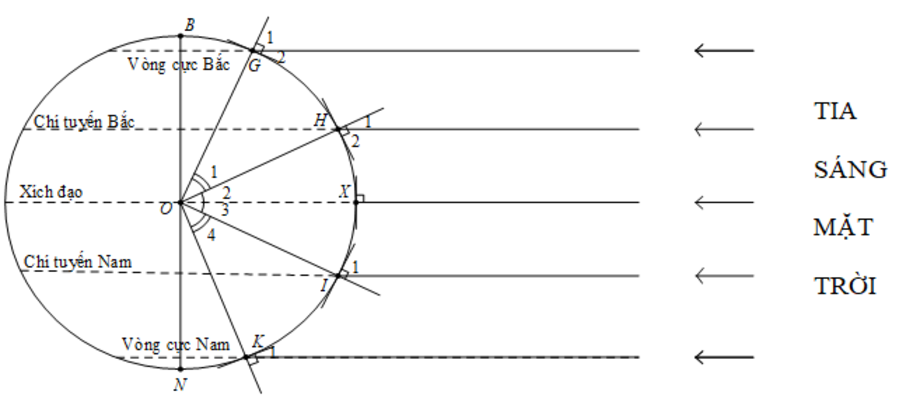 B
1
2
Vòng cực Bắc
G
Chí tuyến Bắc
H
1
2
TIA
1
SÁNG
Xích đạo
2
X
O
3
MẶT
4
Chí tuyến Nam
1
I
TRỜI
Vòng cực Nam
K
1
N